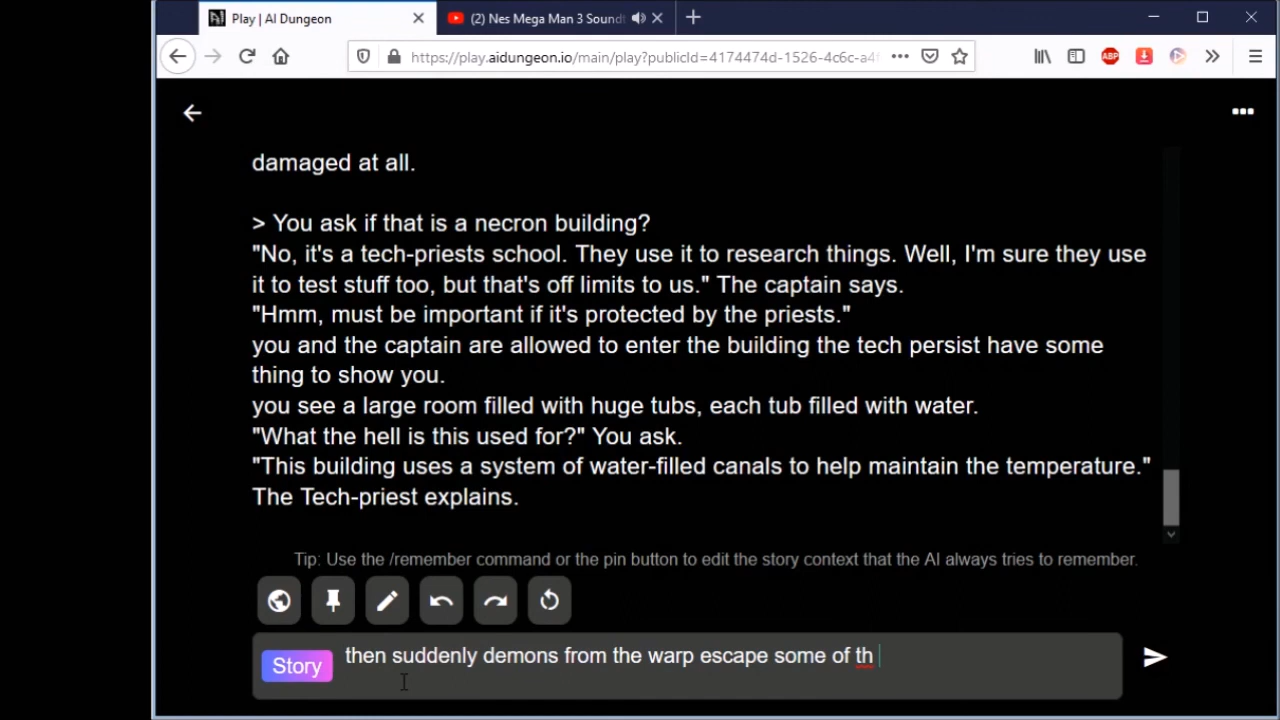 Play | AI Dungeon
(2) Nes Mega Man 3 Sound
https://play.aidungeon.io/main/play?publicId=4174474d-1526-4c6c-a4f
ABP
damaged at all.
> You ask if that is a necron building?
"No, it's a tech-priests school. They use it to research things. Well, I'm sure they use
it to test stuff too, but that's off limits to us." The captain says.
"Hmm, must be important if it's protected by the priests."
you and the captain are allowed to enter the building the tech persist have some
thing to show you.
you see a large room filled with huge tubs, each tub filled with water.
"What the hell is this used for?" You ask.
"This building uses a system of water-filled canals to help maintain the temperature."
The Tech-priest explains.
Tip: Use the /remember command or the pin button to edit the story context that the AI always tries to remember.
Story then suddenly demons from the warp escape some of th